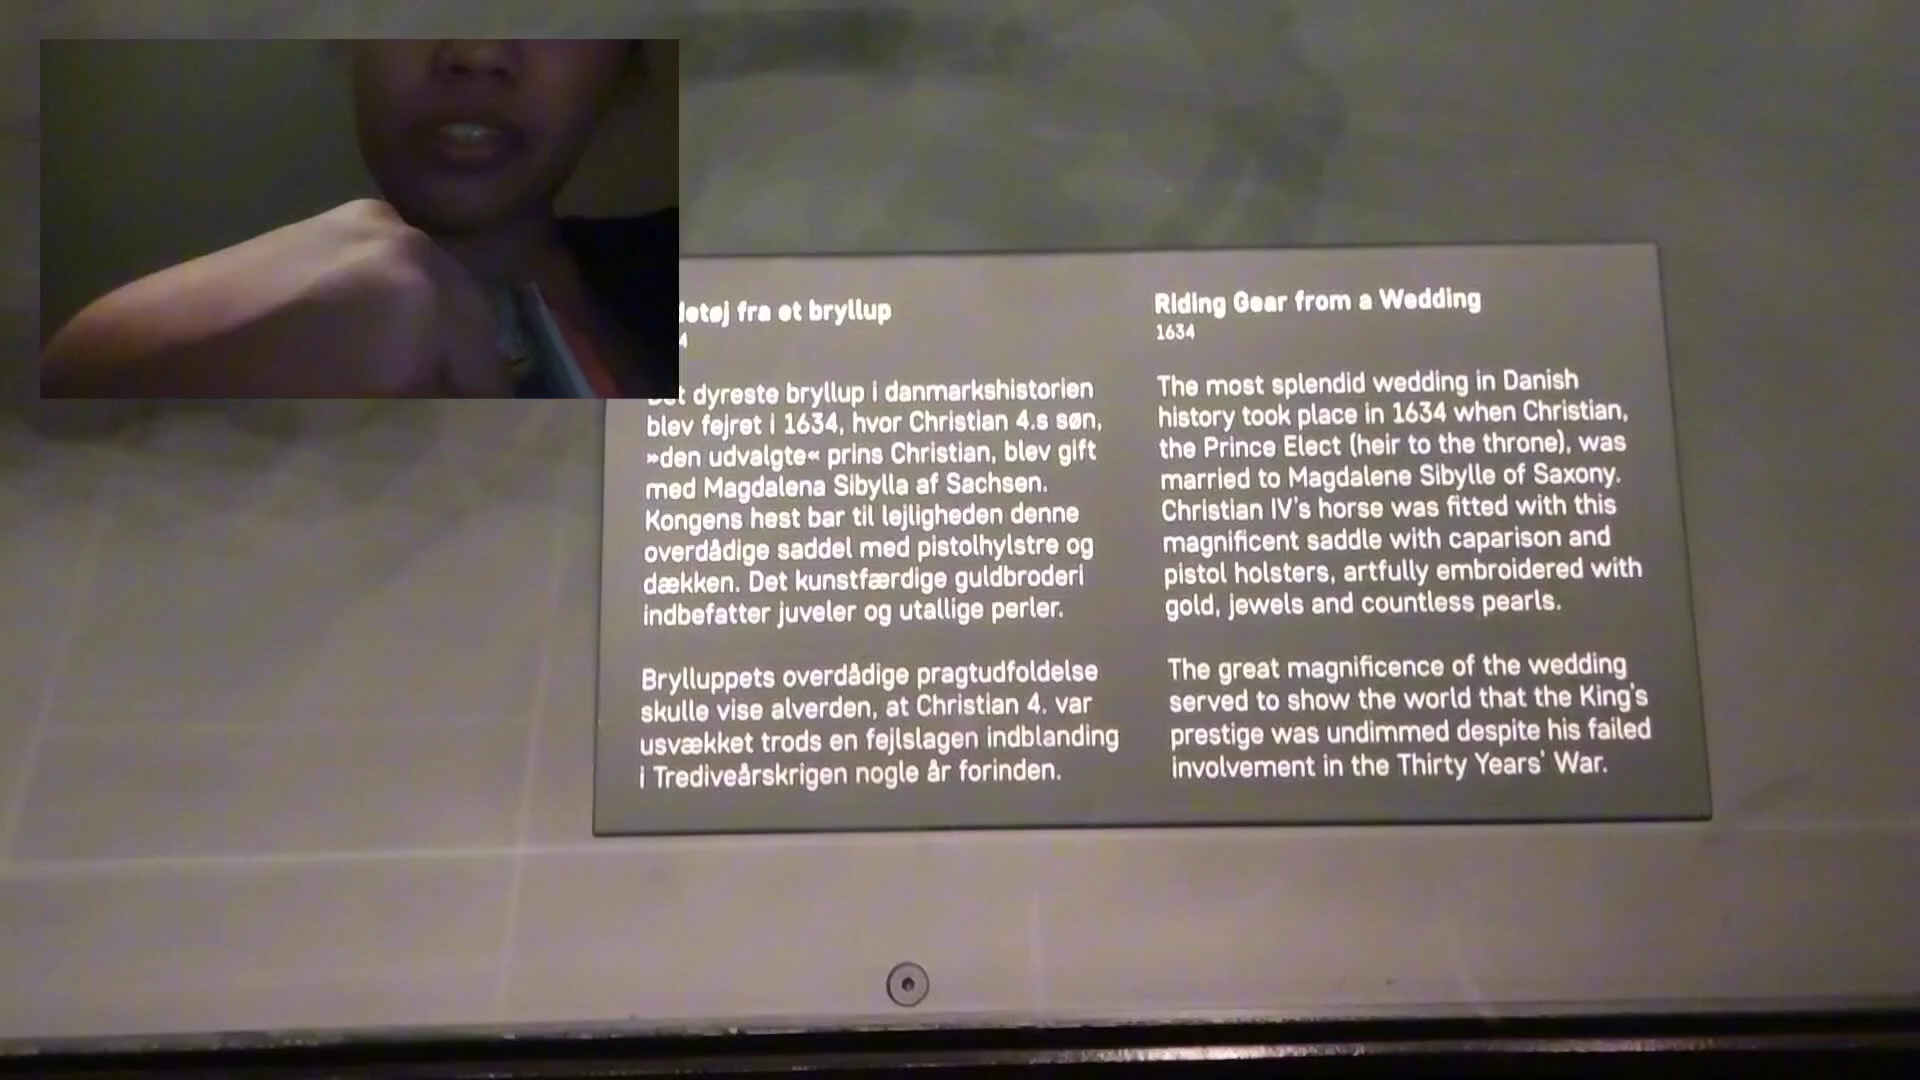 fra et bryllup
dyreste bryllup i danmarkshistorien
blev fejret i 1634, hvor Christian 4.s søn,
»den udvalgte« prins Christian, blev gift
med Magdalena Sibylla af Sachsen.
Kongens hest bar til lejligheden denne
overdådige saddel med pistolhylstre og
dækken. Det kunstfærdige guldbroderi
indbefatter juveler og utallige perler.
Brylluppets overdådige pragtudfoldelse
skulle vise alverden, at Christian 4. var
usvækket trods en fejlslagen indblanding
i Trediveårskrigen nogle år forinden.
Riding Gear from a Wedding
1634
The most splendid wedding in Danish
history took place in 1634 when Christian,
the Prince Elect (heir to the throne), was
married to Magdalene Sibylle of Saxony.
Christian IV's horse was fitted with this
magnificent saddle with caparison and
pistol holsters, artfully embroidered with
gold, jewels and countless pearls.
The great magnificence of the wedding
served to show the world that the King's
prestige was undimmed despite his failed
involvement in the Thirty Years' War.